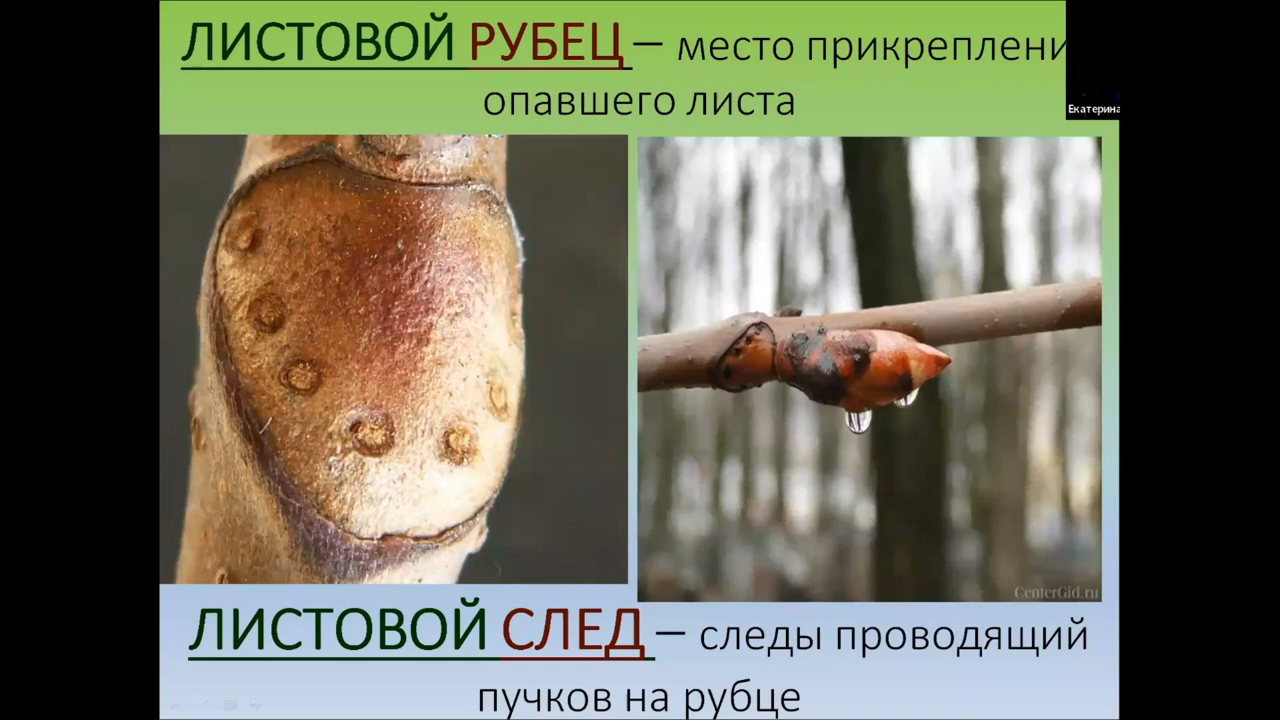 ЛИСТОВОЙ РУБЕЦ – место прикреплени
опавшего листа
Екатерина
CenterGid.ru
ЛИСТОВОЙ СЛЕД – следы проводящий
пучков на рубце